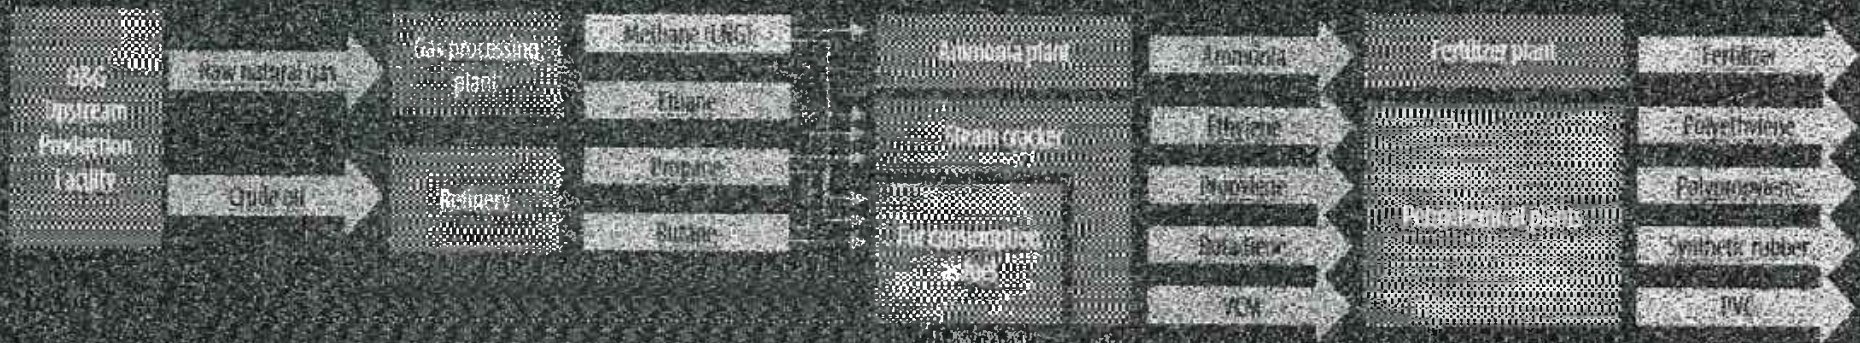 O&G
Upstream
Production
Facility
Raw natural gas
Crude oil
Gas processing
plant
Refinery
Methane (LNG)
Ethane
Propane
Butane
Ammonia plant
Steam cracker
For consumption
as fuel
Ammonia
Ethylene
Propylene
Butadiene
VCM
Fertilizer plant
Petrochemical plants
Fertilizer
Polyethylene
Polypropylene
Synthetic rubber
PVC